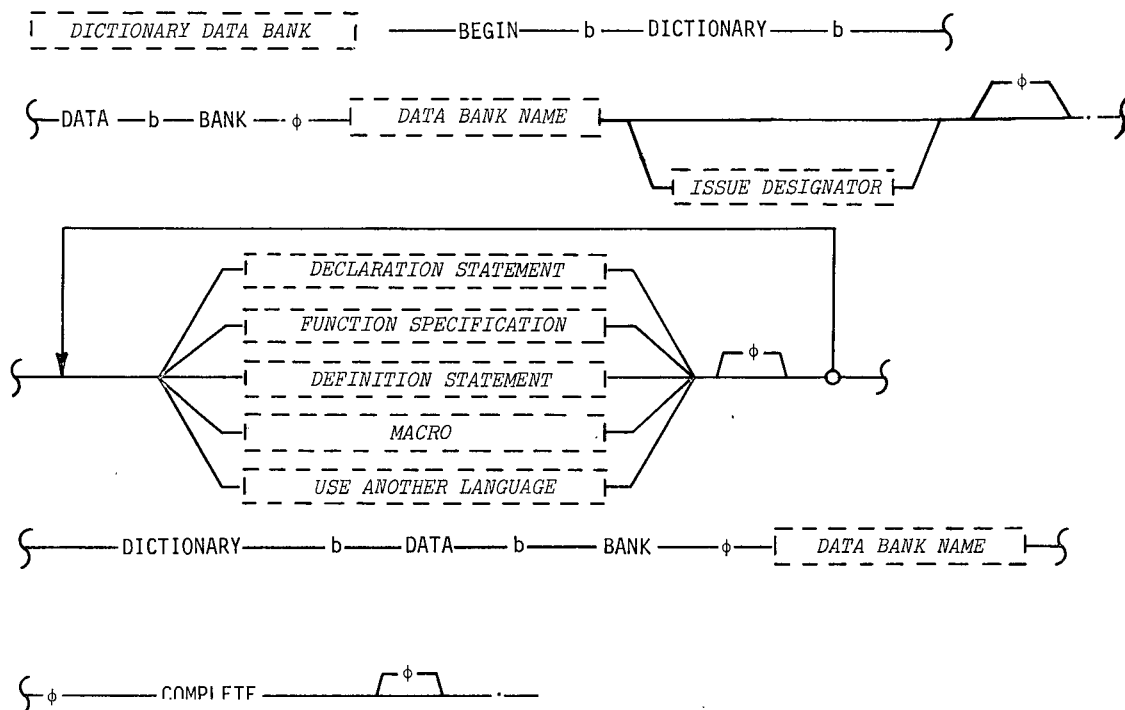 DICTIONARY DATA BANK BEGIN b DICTIONARY b
ϕ
DATA b BANK ϕ DATA BANK NAME .
ISSUE DESIGNATOR
DECLARATION STATEMENT
FUNCTION SPECIFICATION
ϕ
DEFINITION STATEMENT
MACRO
USE ANOTHER LANGUAGE
DICTIONARY b DATA b BANK ϕ DATA BANK NAME
ϕ
ϕ COMPLETE .